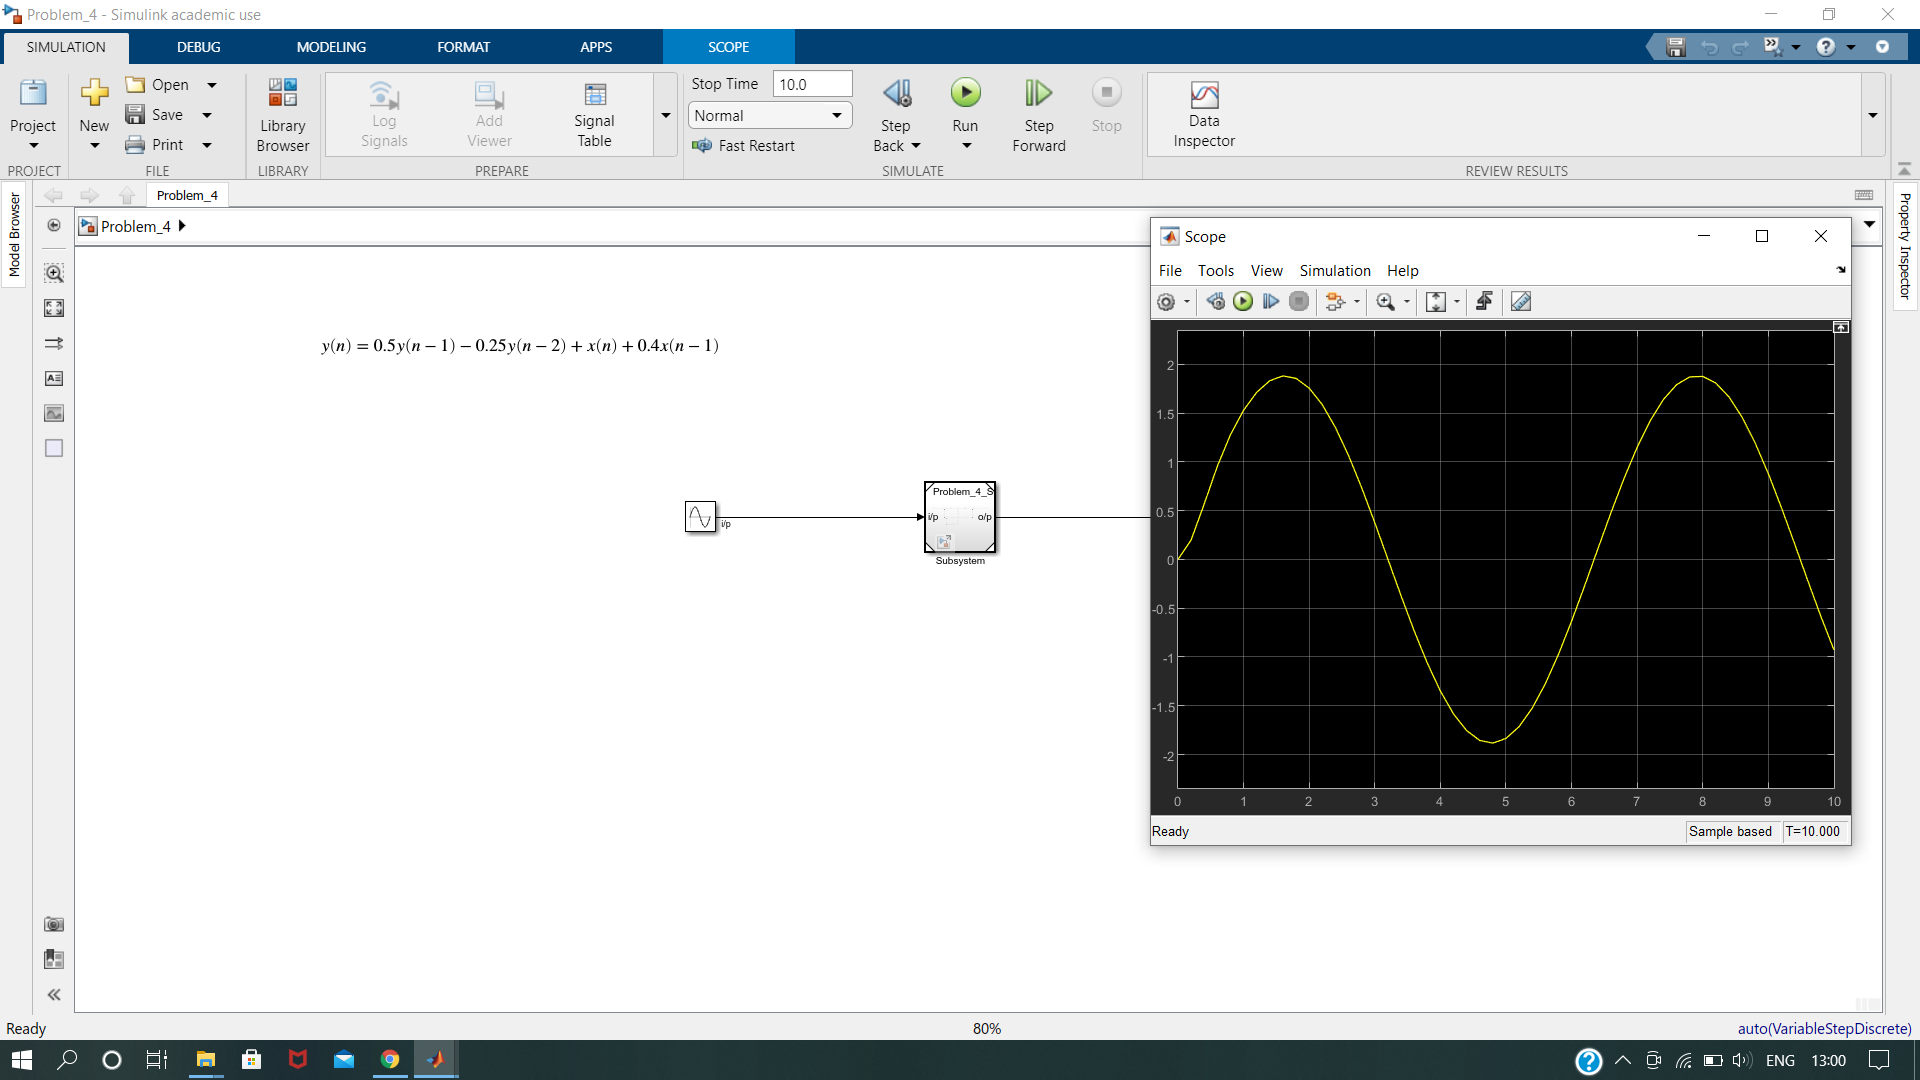 Problem_4 - Simulink academic use
SIMULATION DEBUG MODELING FORMAT APPS SCOPE
Project
New
Open
Save
Print
Library Browser
Log Signals
Add Viewer
Signal Table
Stop Time 10.0
Normal
Fast Restart
Step Back
Run
Step Forward
Stop
Data Inspector
PROJECT FILE LIBRARY PREPARE SIMULATE REVIEW RESULTS
Model Browser
Problem_4
Property Inspector
Problem_4
y(n) = 0.5y(n − 1) − 0.25y(n − 2) + x(n) + 0.4x(n − 1)
i/p
Problem_4_S
i/p o/p
Subsystem
Scope
File Tools View Simulation Help
2
1.5
1
0.5
0
-0.5
-1
-1.5
-2
0 1 2 3 4 5 6 7 8 9 10
Ready Sample based T=10.000
Ready 80% auto(VariableStepDiscrete)
ENG 13:00